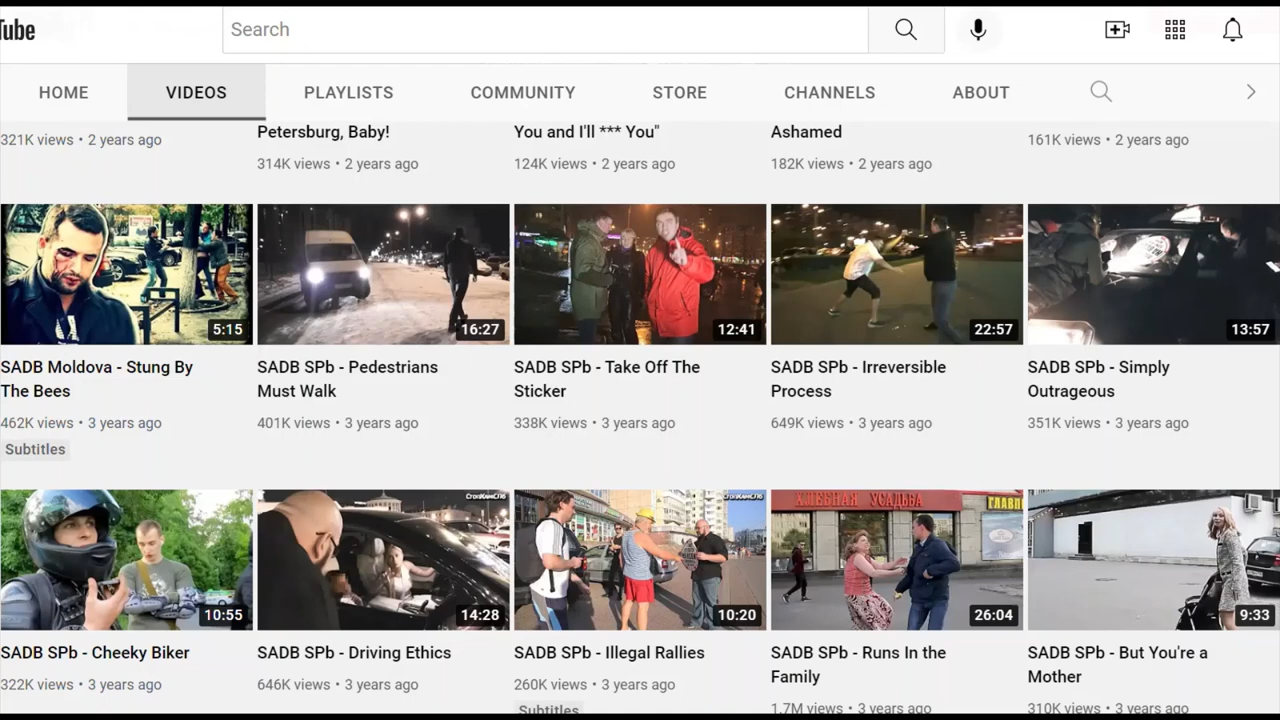 Tube
Search
HOME
VIDEOS
PLAYLISTS
COMMUNITY
STORE
CHANNELS
ABOUT
321K views • 2 years ago
Petersburg, Baby!
314K views • 2 years ago
You and I'll *** You"
124K views • 2 years ago
Ashamed
182K views • 2 years ago
161K views • 2 years ago
5:15
16:27
12:41
22:57
13:57
SADB Moldova - Stung By
The Bees
462K views • 3 years ago
Subtitles
SADB SPb - Pedestrians
Must Walk
401K views • 3 years ago
SADB SPb - Take Off The
Sticker
338K views • 3 years ago
SADB SPb - Irreversible
Process
649K views • 3 years ago
SADB SPb - Simply
Outrageous
351K views • 3 years ago
СтопХамСПб
СтопХамСПб
ХЛЕБНАЯ УСАДЬБА
10:55
14:28
10:20
26:04
9:33
SADB SPb - Cheeky Biker
322K views • 3 years ago
SADB SPb - Driving Ethics
646K views • 3 years ago
SADB SPb - Illegal Rallies
260K views • 3 years ago
Subtitles
SADB SPb - Runs In the
Family
1.7M views • 3 years ago
SADB SPb - But You're a
Mother
310K views • 3 years ago